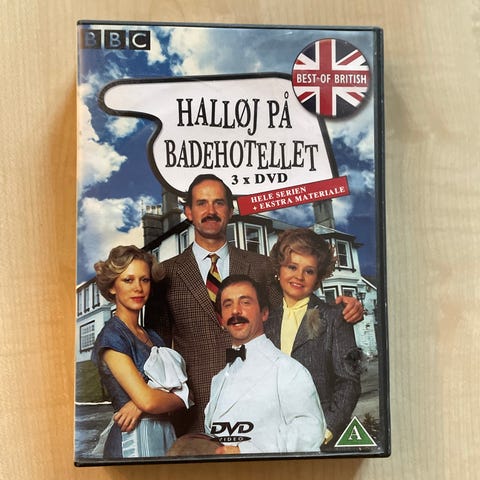 BBC
BEST-OF BRITISH
HALLØJ PÅ
BADEHOTELLET
3 x DVD
HELE SERIEN
+ EKSTRA MATERIALE
DVD
VIDEO
A